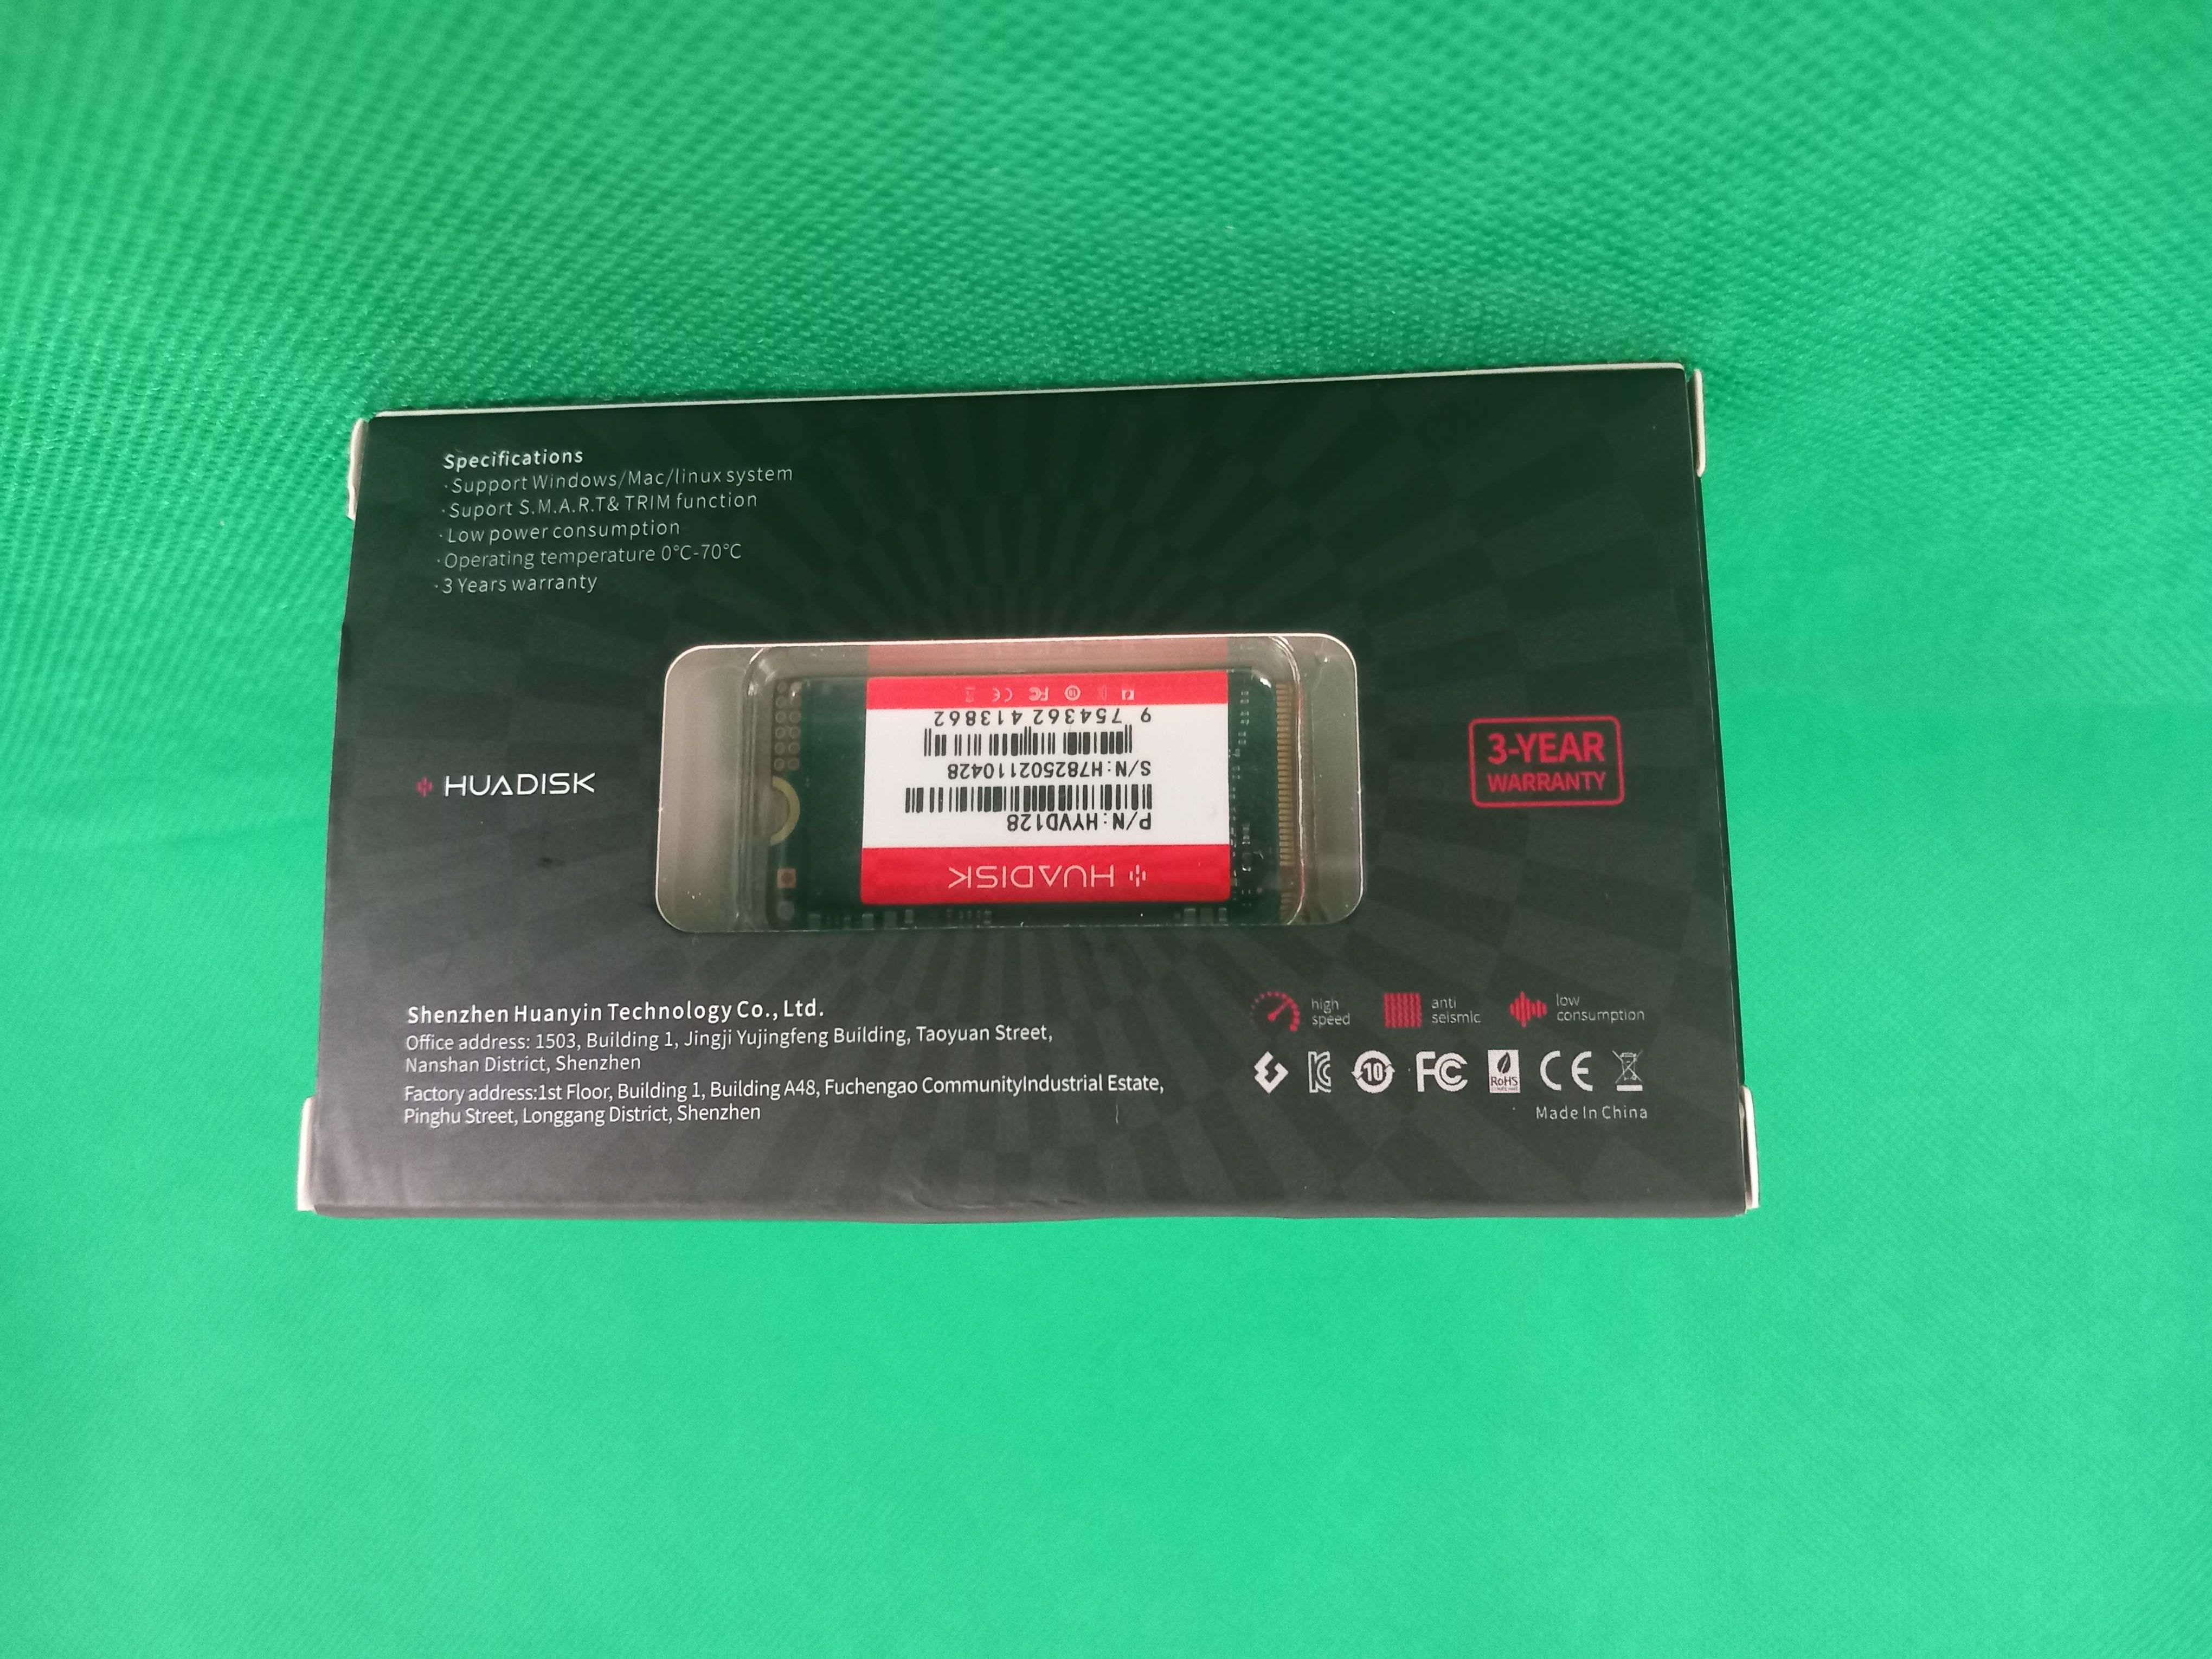 Specifications
·Support Windows/Mac/linux system
·Suport S.M.A.R.T& TRIM function
·Low power consumption
·Operating temperature 0°C-70°C
·3 Years warranty
HUADISK
HUADISK
P/N:HYVD128
S/N:H782502110428
9 754362 413862
FC CE
3-YEAR
WARRANTY
Shenzhen Huanyin Technology Co., Ltd.
Office address: 1503, Building 1, Jingji Yujingfeng Building, Taoyuan Street,
Nanshan District, Shenzhen
Factory address:1st Floor, Building 1, Building A48, Fuchengao CommunityIndustrial Estate,
Pinghu Street, Longgang District, Shenzhen
high
speed
anti
seismic
low
consumption
10 FC RoHS CE
Made In China